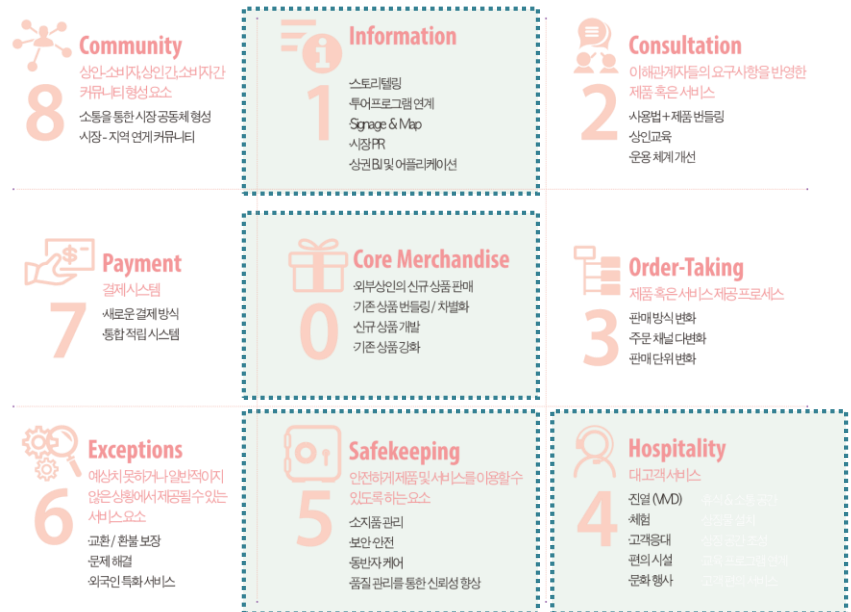 Community
상인-소비자,상인간,소비자간
커뮤니티 형성 요소
8
·소통을 통한 시장 공동체 형성
·시장 - 지역 연계 커뮤니티
Information
1
·스토리텔링
·투어프로그램 연계
·Signage & Map
·시장 PR
·상권 B.I 및 어플리케이션
Consultation
이해관계자들의 요구사항을 반영한
제품 혹은 서비스
2
·사용법 + 제품 번들링
·상인교육
·운용 체계 개선
Payment
결제시스템
7
·새로운 결제 방식
·통합 적립 시스템
Core Merchandise
0
·외부상인의 신규 상품 판매
·기존 상품 번들링 / 차별화
·신규 상품 개발
·기존 상품 강화
Order-Taking
제품 혹은 서비스 제공 프로세스
3
·판매 방식 변화
·주문 채널 다변화
·판매 단위 변화
Exceptions
예상치 못하거나 일반적이지
않은 상황에서 제공될 수 있는
서비스 요소
6
·교환 / 환불 보장
·문제 해결
·외국인 특화 서비스
Safekeeping
안전하게 제품 및 서비스를 이용할 수
있도록 하는 요소
5
·소지품 관리
·보안 안전
·동반자 케어
·품질 관리를 통한 신뢰성 향상
Hospitality
대고객 서비스
4
·진열 (VMD)
·체험
·고객응대
·편의 시설
·문화 행사